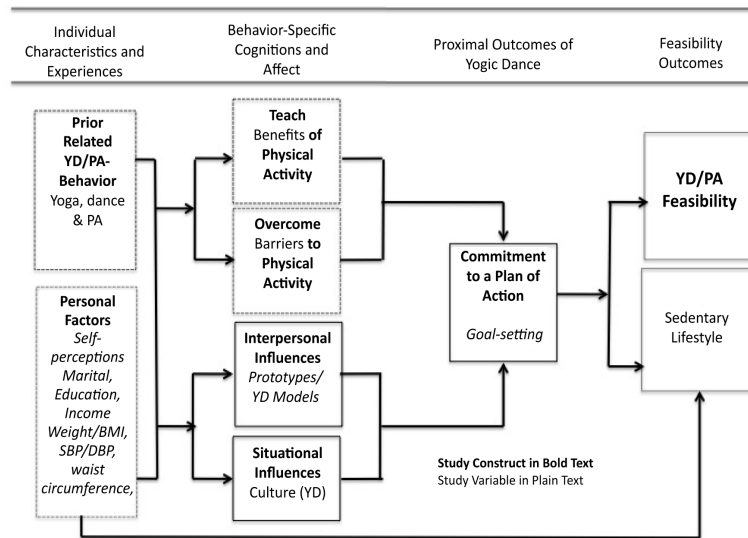 Individual
Characteristics and
Experiences
Behavior-Specific
Cognitions and
Affect
Proximal Outcomes of
Yogic Dance
Feasibility
Outcomes
Prior
Related
YD/PA-
Behavior
Yoga, dance
& PA
Personal
Factors
Self-
perceptions
Marital,
Education,
Income
Weight/BMI,
SBP/DBP,
waist
circumference,
Teach
Benefits of
Physical
Activity
Overcome
Barriers to
Physical
Activity
Interpersonal
Influences
Prototypes/
YD Models
Situational
Influences
Culture (YD)
Commitment
to a Plan of
Action
Goal-setting
YD/PA
Feasibility
Sedentary
Lifestyle
Study Construct in Bold Text
Study Variable in Plain Text